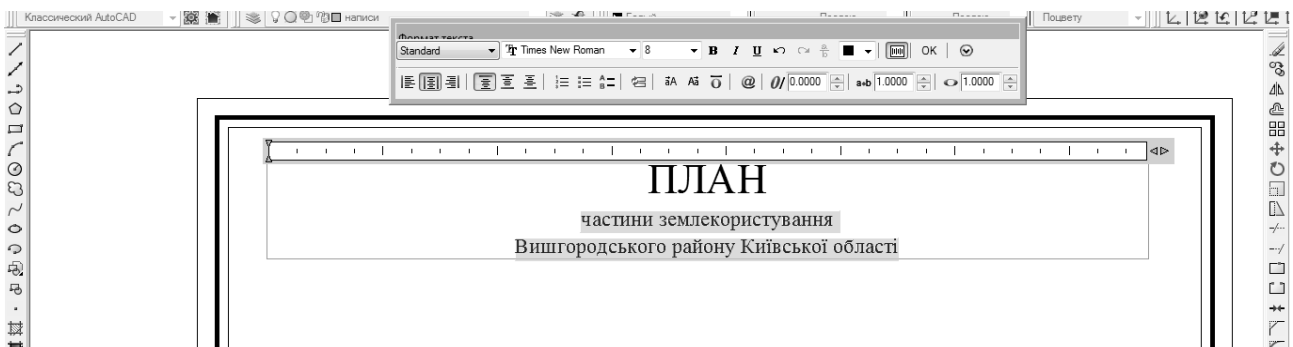 Классический AutoCAD написи Поцвету
Формат текста
Standard Times New Roman 8 B I U OK
@ 0/ 0.0000 a•b 1.0000 1.0000
ПЛАН
частини землекористування
Вишгородського району Київської області